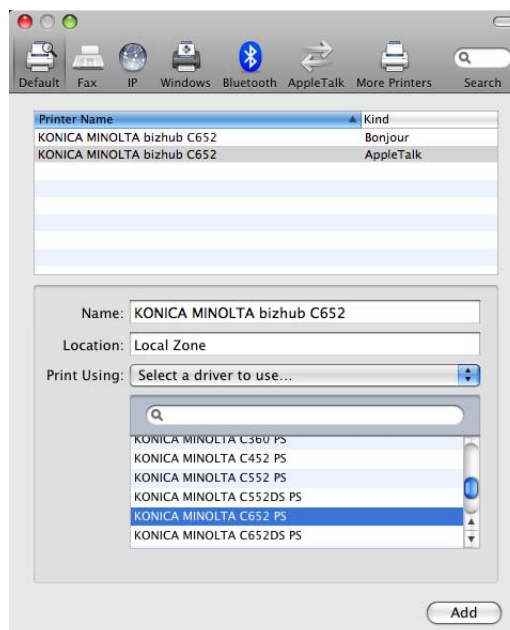 Default Fax IP Windows Bluetooth AppleTalk More Printers Search
Printer Name Kind
KONICA MINOLTA bizhub C652 Bonjour
KONICA MINOLTA bizhub C652 AppleTalk
Name: KONICA MINOLTA bizhub C652
Location: Local Zone
Print Using: Select a driver to use...
KONICA MINOLTA C360 PS
KONICA MINOLTA C452 PS
KONICA MINOLTA C552 PS
KONICA MINOLTA C552DS PS
KONICA MINOLTA C652 PS
KONICA MINOLTA C652DS PS
Add